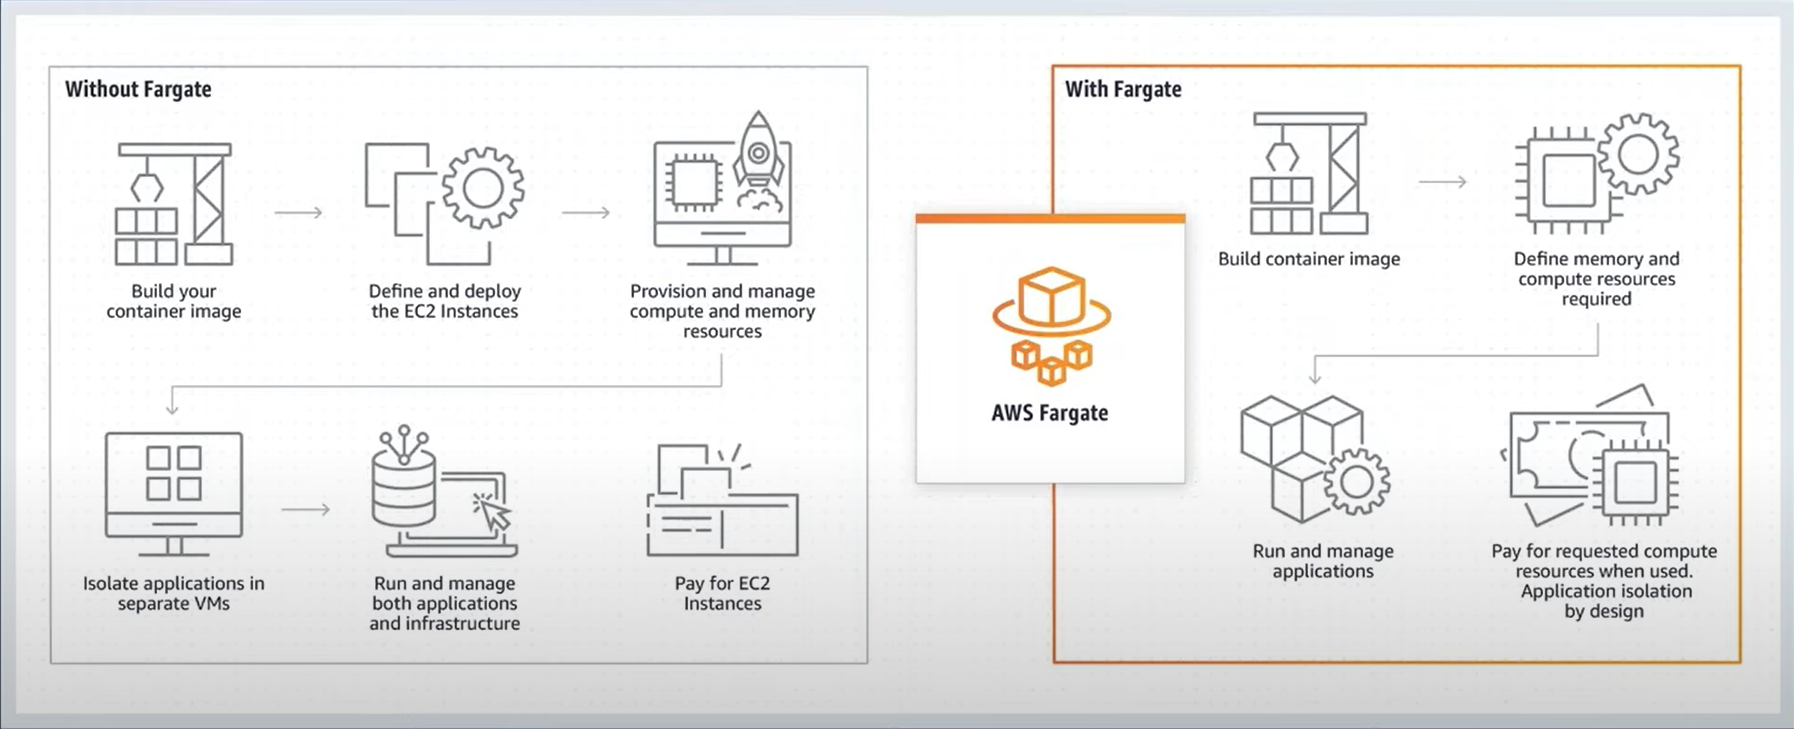 Without Fargate
Build your
container image
Define and deploy
the EC2 Instances
Provision and manage
compute and memory
resources
Isolate applications in
separate VMs
Run and manage
both applications
and infrastructure
Pay for EC2
Instances
AWS Fargate
With Fargate
Build container image
Define memory and
compute resources
required
Run and manage
applications
Pay for requested compute
resources when used.
Application isolation
by design